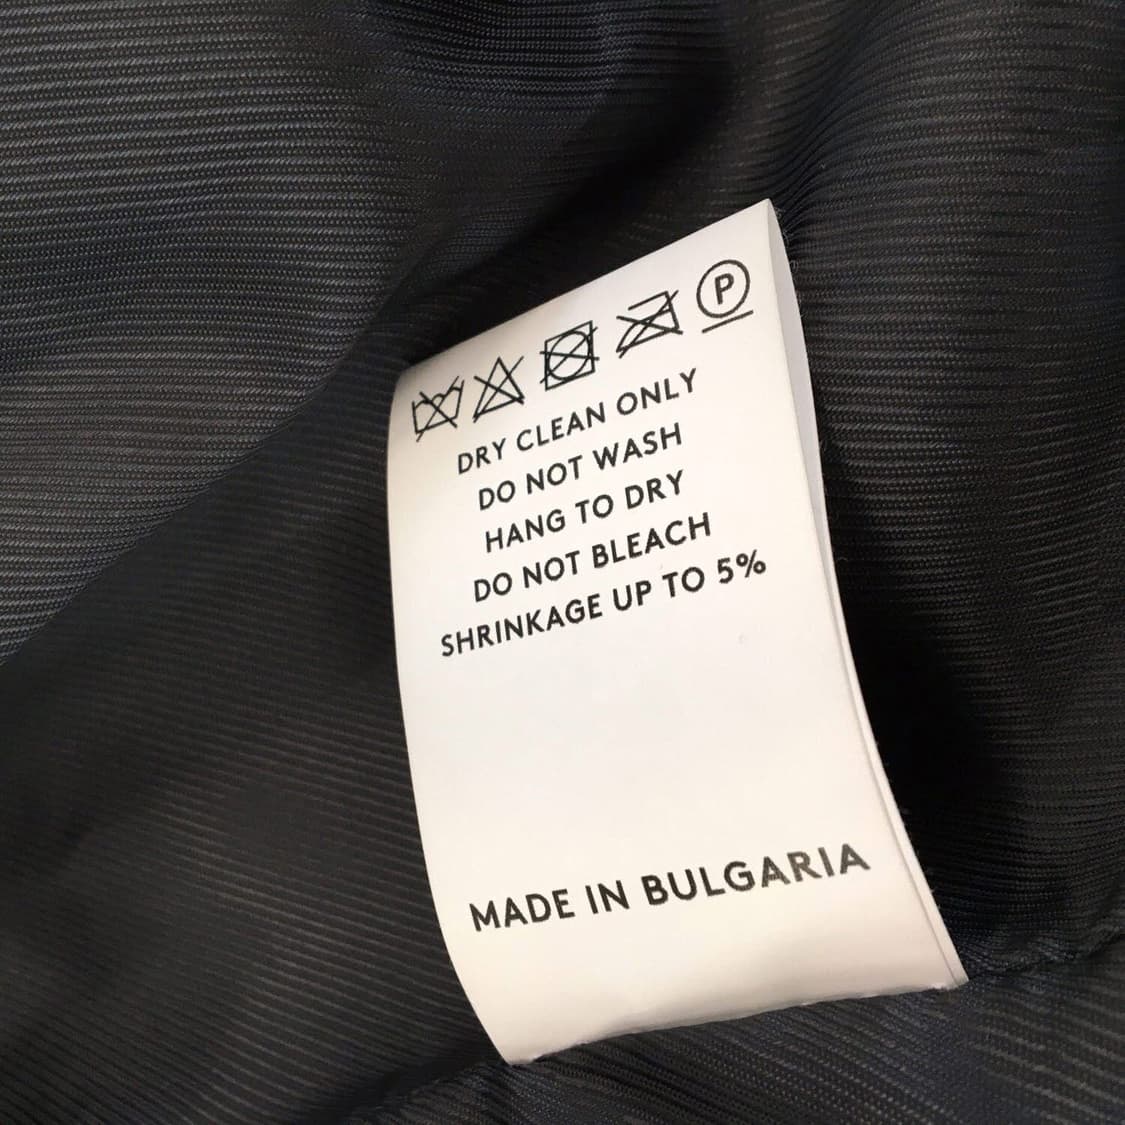 P
DRY CLEAN ONLY
DO NOT WASH
HANG TO DRY
DO NOT BLEACH
SHRINKAGE UP TO 5%
MADE IN BULGARIA